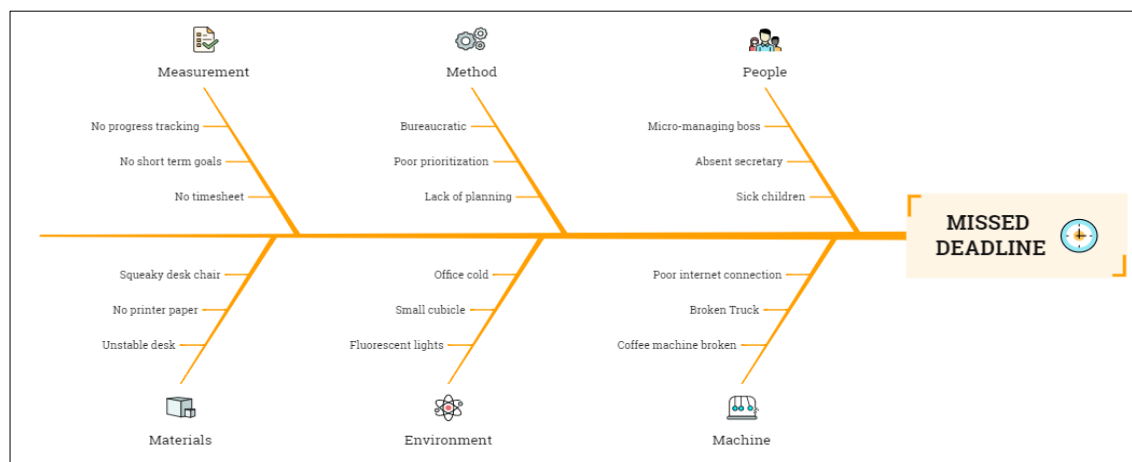 Measurement
Method
People
No progress tracking
Bureaucratic
Micro-managing boss
No short term goals
Poor prioritization
Absent secretary
No timesheet
Lack of planning
Sick children
MISSED
DEADLINE
Squeaky desk chair
Office cold
Poor internet connection
No printer paper
Small cubicle
Broken Truck
Unstable desk
Fluorescent lights
Coffee machine broken
Materials
Environment
Machine